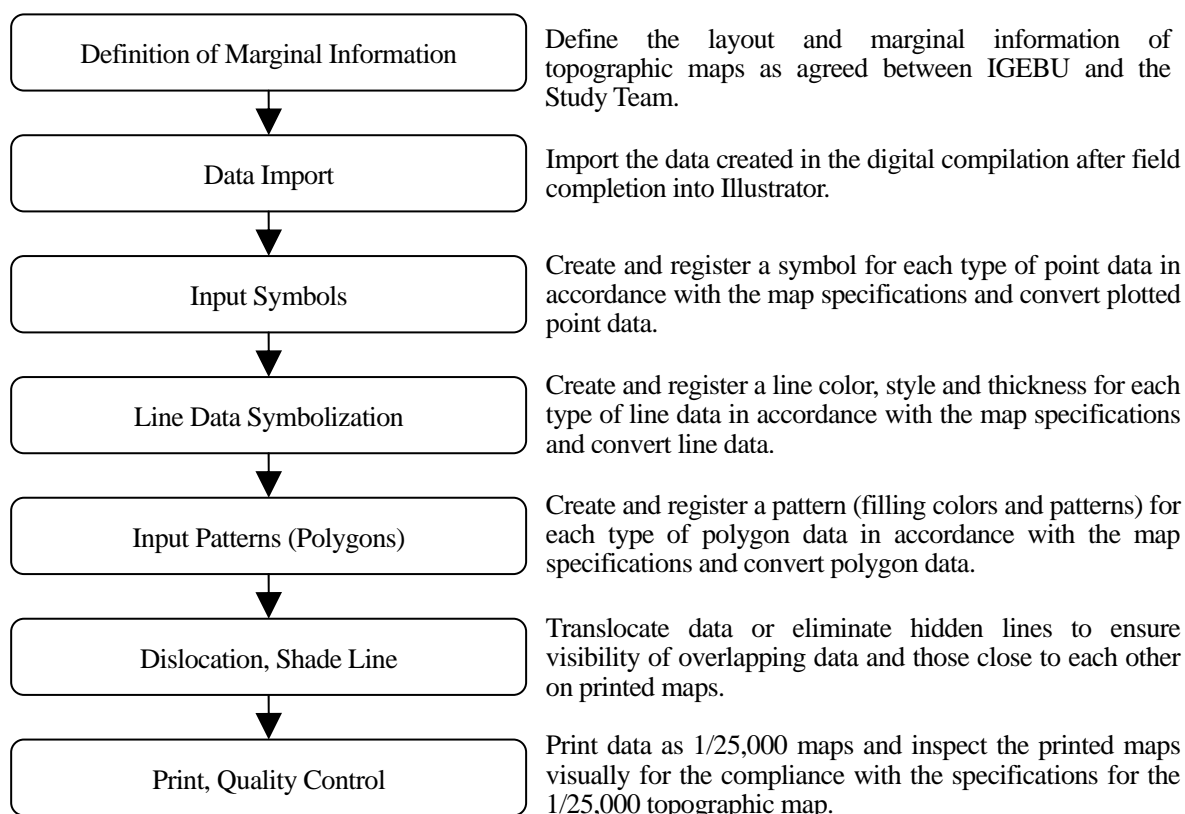 Definition of Marginal Information
Define the layout and marginal information of
topographic maps as agreed between IGEBU and the
Study Team.
Data Import
Import the data created in the digital compilation after field
completion into Illustrator.
Input Symbols
Create and register a symbol for each type of point data in
accordance with the map specifications and convert plotted
point data.
Line Data Symbolization
Create and register a line color, style and thickness for each
type of line data in accordance with the map specifications
and convert line data.
Input Patterns (Polygons)
Create and register a pattern (filling colors and patterns) for
each type of polygon data in accordance with the map
specifications and convert polygon data.
Dislocation, Shade Line
Translocate data or eliminate hidden lines to ensure
visibility of overlapping data and those close to each other
on printed maps.
Print, Quality Control
Print data as 1/25,000 maps and inspect the printed maps
visually for the compliance with the specifications for the
1/25,000 topographic map.